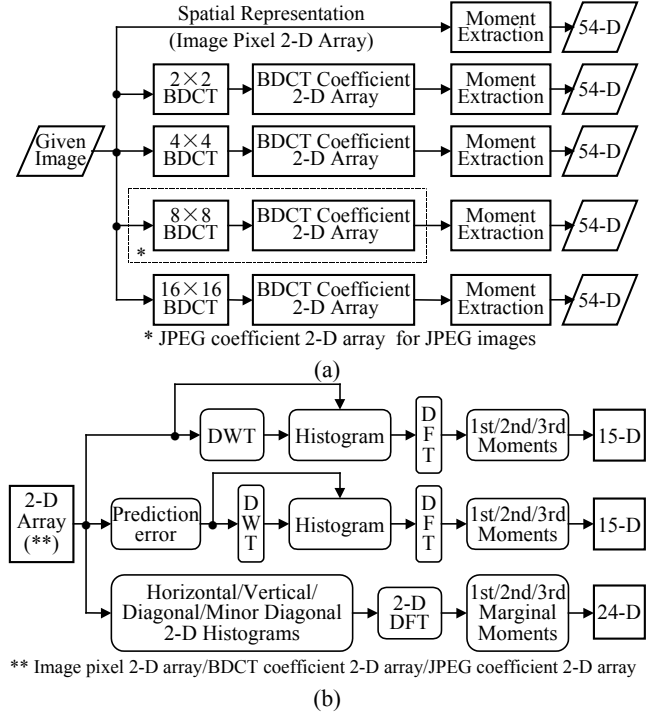 Spatial Representation
(Image Pixel 2-D Array)
Moment
Extraction
54-D
2×2
BDCT
BDCT Coefficient
2-D Array
Moment
Extraction
54-D
Given
Image
4×4
BDCT
BDCT Coefficient
2-D Array
Moment
Extraction
54-D
8×8
BDCT
*
BDCT Coefficient
2-D Array
Moment
Extraction
54-D
16×16
BDCT
BDCT Coefficient
2-D Array
Moment
Extraction
54-D
* JPEG coefficient 2-D array for JPEG images
(a)
DWT
Histogram
D
F
T
1st/2nd/3rd
Moments
15-D
2-D
Array
(**)
Prediction
error
D
W
T
Histogram
D
F
T
1st/2nd/3rd
Moments
15-D
Horizontal/Vertical/
Diagonal/Minor Diagonal
2-D Histograms
2-D
DFT
1st/2nd/3rd
Marginal
Moments
24-D
** Image pixel 2-D array/BDCT coefficient 2-D array/JPEG coefficient 2-D array
(b)